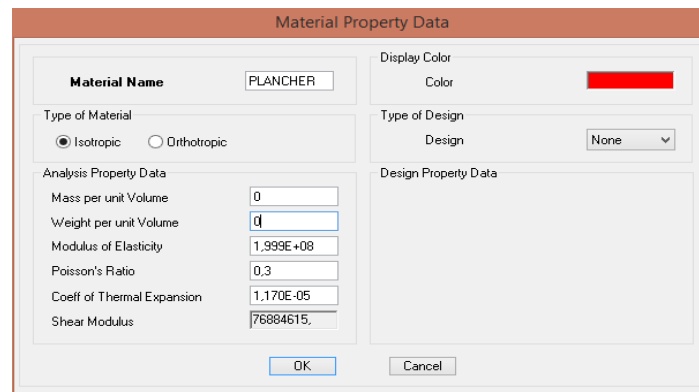 Material Property Data
Material Name PLANCHER
Display Color
Color
Type of Material
Isotropic Orthotropic
Type of Design
Design None
Analysis Property Data
Mass per unit Volume 0
Weight per unit Volume 0
Modulus of Elasticity 1,999E+08
Poisson's Ratio 0,3
Coeff of Thermal Expansion 1,170E-05
Shear Modulus 76884615,
Design Property Data
OK Cancel